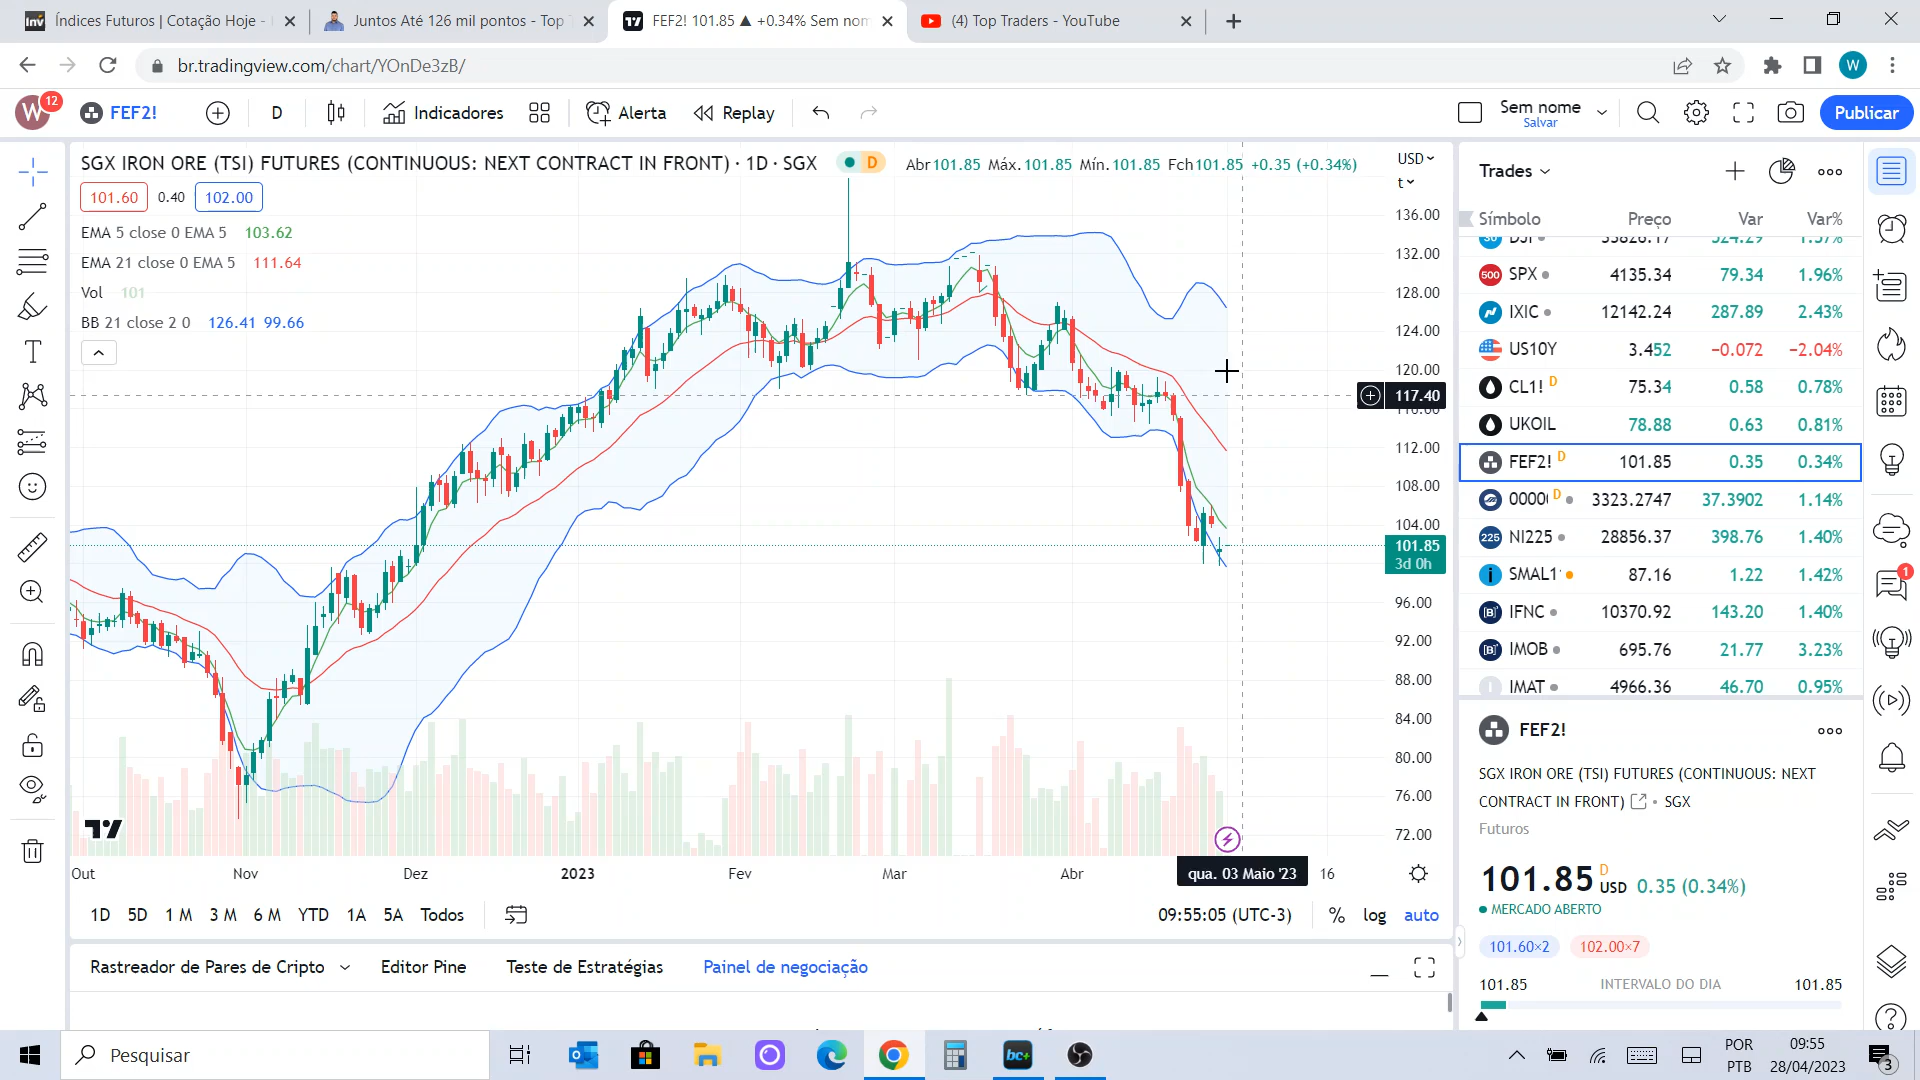 Índices Futuros | Cotação Hoje -
Juntos Até 126 mil pontos - Top
FEF2! 101.85 ▲ +0.34% Sem nom
(4) Top Traders - YouTube
br.tradingview.com/chart/YOnDe3zB/
W
W
12
FEF2!
D
Indicadores
Alerta
Replay
Sem nome
Salvar
Publicar
SGX IRON ORE (TSI) FUTURES (CONTINUOUS: NEXT CONTRACT IN FRONT) · 1D · SGX
D
Abr101.85 Máx.101.85 Mín.101.85 Fch101.85 +0.35 (+0.34%)
101.60
0.40
102.00
EMA 5 close 0 EMA 5 103.62
EMA 21 close 0 EMA 5 111.64
Vol 101
BB 21 close 2 0 126.41 99.66
USD
t
136.00
132.00
128.00
124.00
120.00
117.40
116.00
112.00
108.00
104.00
101.85
3d 0h
96.00
92.00
88.00
84.00
80.00
76.00
72.00
Out
Nov
Dez
2023
Fev
Mar
Abr
qua. 03 Maio '23
16
1D 5D 1M 3M 6M YTD 1A 5A Todos
09:55:05 (UTC-3)
% log auto
Rastreador de Pares de Cripto
Editor Pine
Teste de Estratégias
Painel de negociação
Trades
Símbolo Preço Var Var%
SPX 4135.34 79.34 1.96%
IXIC 12142.24 287.89 2.43%
US10Y 3.452 −0.072 −2.04%
CL1! D 75.34 0.58 0.78%
UKOIL 78.88 0.63 0.81%
FEF2! D 101.85 0.35 0.34%
0000 D 3323.2747 37.3902 1.14%
NI225 28856.37 398.76 1.40%
SMAL1 87.16 1.22 1.42%
IFNC 10370.92 143.20 1.40%
IMOB 695.76 21.77 3.23%
IMAT 4966.36 46.70 0.95%
FEF2!
SGX IRON ORE (TSI) FUTURES (CONTINUOUS: NEXT
CONTRACT IN FRONT) • SGX
Futuros
101.85 D USD 0.35 (0.34%)
MERCADO ABERTO
101.60×2
102.00×7
101.85 INTERVALO DO DIA 101.85
1
Pesquisar
bc+
POR
PTB
09:55
28/04/2023
3